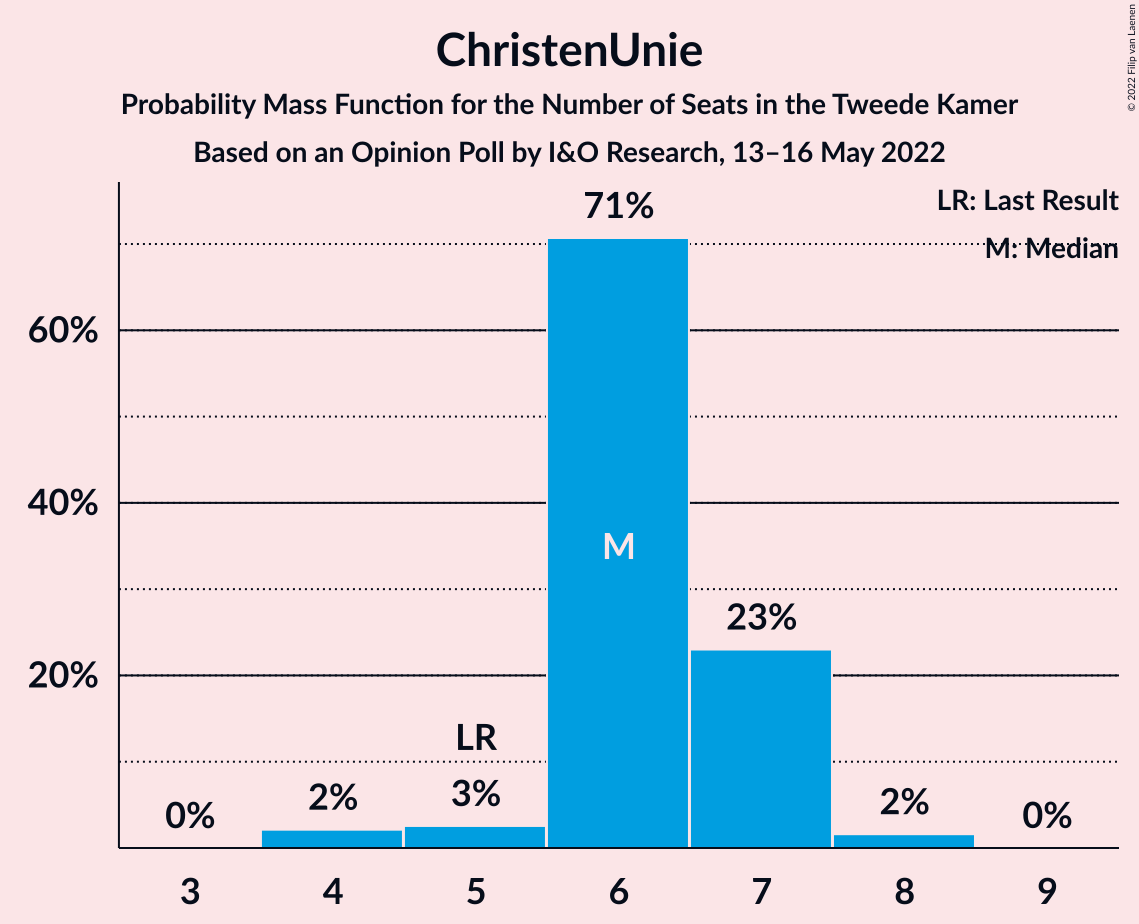 ChristenUnie
Probability Mass Function for the Number of Seats in the Tweede Kamer
Based on an Opinion Poll by I&O Research, 13–16 May 2022
© 2022 Filip van Laenen
LR: Last Result
M: Median
71%
60%
40%
M
23%
20%
LR
0%
2%
3%
2%
0%
3 4 5 6 7 8 9